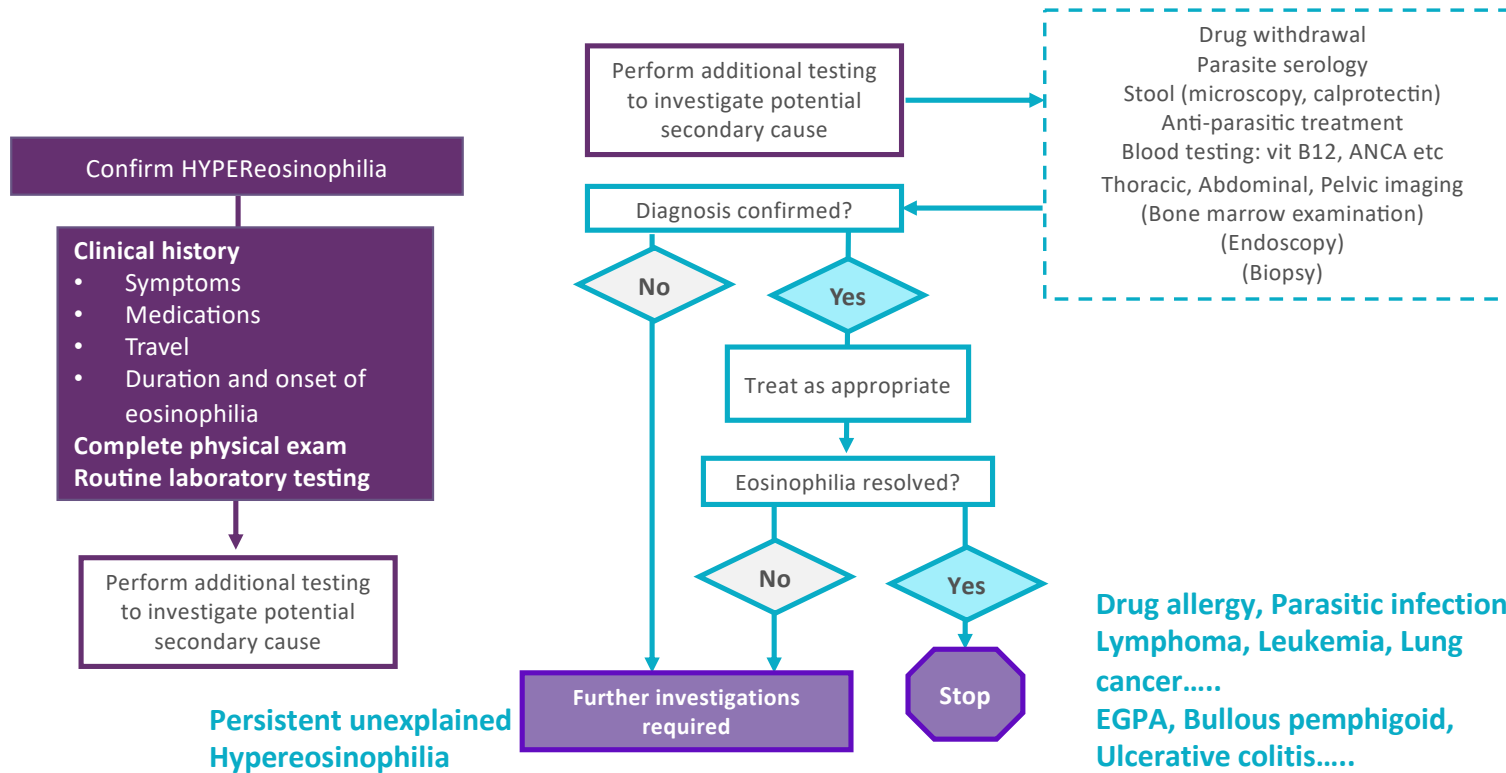 Confirm HYPEReosinophilia
Clinical history
• Symptoms
• Medications
• Travel
• Duration and onset of
eosinophilia
Complete physical exam
Routine laboratory testing
Perform additional testing
to investigate potential
secondary cause
Perform additional testing
to investigate potential
secondary cause
Drug withdrawal
Parasite serology
Stool (microscopy, calprotectin)
Anti-parasitic treatment
Blood testing: vit B12, ANCA etc
Thoracic, Abdominal, Pelvic imaging
(Bone marrow examination)
(Endoscopy)
(Biopsy)
Diagnosis confirmed?
No
Yes
Treat as appropriate
Eosinophilia resolved?
No
Yes
Further investigations
required
Stop
Persistent unexplained
Hypereosinophilia
Drug allergy, Parasitic infection
Lymphoma, Leukemia, Lung
cancer…..
EGPA, Bullous pemphigoid,
Ulcerative colitis…..